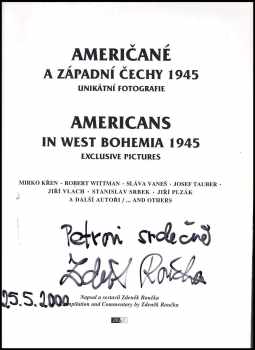 AMERIČANÉ
A ZÁPADNÍ ČECHY 1945
UNIKÁTNÍ FOTOGRAFIE
AMERICANS
IN WEST BOHEMIA 1945
EXCLUSIVE PICTURES
MIRKO KŘEN · ROBERT WITTMAN · SLÁVA VANEŠ · JOSEF TAUBER ·
JIŘÍ VLACH · STANISLAV SRBEK · JIŘÍ PEZÁK
A DALŠÍ AUTOŘI / ... AND OTHERS
Petrovi srdečně
Zdeněk Roučka
25.5.2000
Napsal a sestavil Zdeněk Roučka
Compilation and Commentary by Zdeněk Roučka